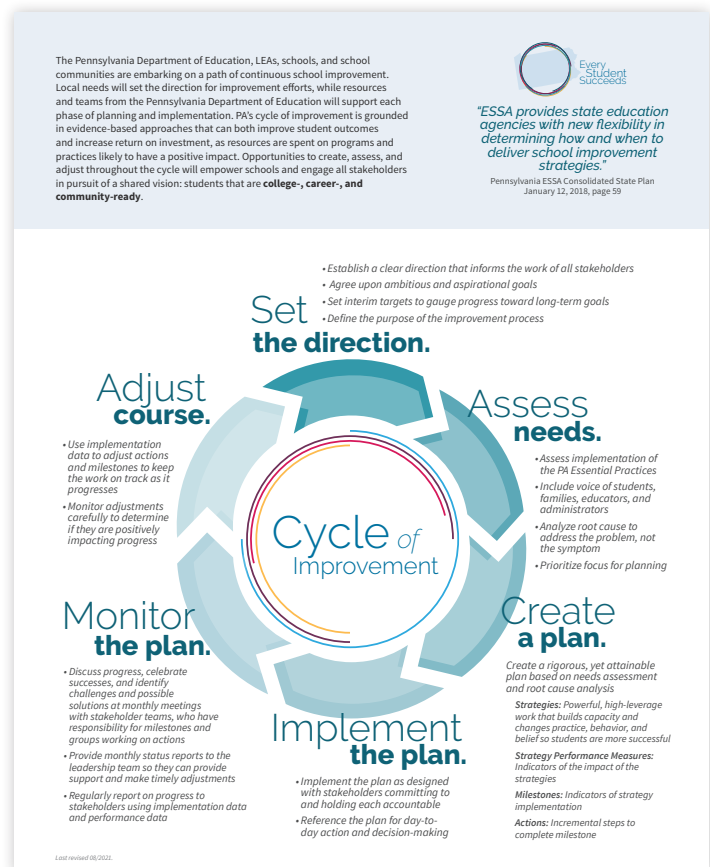 The Pennsylvania Department of Education, LEAs, schools, and school
communities are embarking on a path of continuous school improvement.
Local needs will set the direction for improvement efforts, while resources
and teams from the Pennsylvania Department of Education will support each
phase of planning and implementation. PA's cycle of improvement is grounded
in evidence-based approaches that can both improve student outcomes
and increase return on investment, as resources are spent on programs and
practices likely to have a positive impact. Opportunities to create, assess, and
adjust throughout the cycle will empower schools and engage all stakeholders
in pursuit of a shared vision: students that are college-, career-, and
community-ready.
Every
Student
Succeeds
“ESSA provides state education
agencies with new flexibility in
determining how and when to
deliver school improvement
strategies.”
Pennsylvania ESSA Consolidated State Plan
January 12, 2018, page 59
Set
the direction.
• Establish a clear direction that informs the work of all stakeholders
• Agree upon ambitious and aspirational goals
• Set interim targets to gauge progress toward long-term goals
• Define the purpose of the improvement process
Assess
needs.
• Assess implementation of
the PA Essential Practices
• Include voice of students,
families, educators, and
administrators
• Analyze root cause to
address the problem, not
the symptom
• Prioritize focus for planning
Create
a plan.
Create a rigorous, yet attainable
plan based on needs assessment
and root cause analysis
Strategies: Powerful, high-leverage
work that builds capacity and
changes practice, behavior, and
belief so students are more successful
Strategy Performance Measures:
Indicators of the impact of the
strategies
Milestones: Indicators of strategy
implementation
Actions: Incremental steps to
complete milestone
Implement
the plan.
• Implement the plan as designed
with stakeholders committing to
and holding each accountable
• Reference the plan for day-to-
day action and decision-making
Monitor
the plan.
• Discuss progress, celebrate
successes, and identify
challenges and possible
solutions at monthly meetings
with stakeholder teams, who have
responsibility for milestones and
groups working on actions
• Provide monthly status reports to the
leadership team so they can provide
support and make timely adjustments
• Regularly report on progress to
stakeholders using implementation data
and performance data
Adjust
course.
• Use implementation
data to adjust actions
and milestones to keep
the work on track as it
progresses
• Monitor adjustments
carefully to determine
if they are positively
impacting progress
Cycle of
Improvement
Last revised 08/2021.